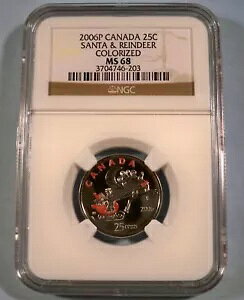 2006P CANADA 25C
SANTA & REINDEER
COLORIZED
MS 68
3704746-203
NGC
CANADA
2006
25 cents